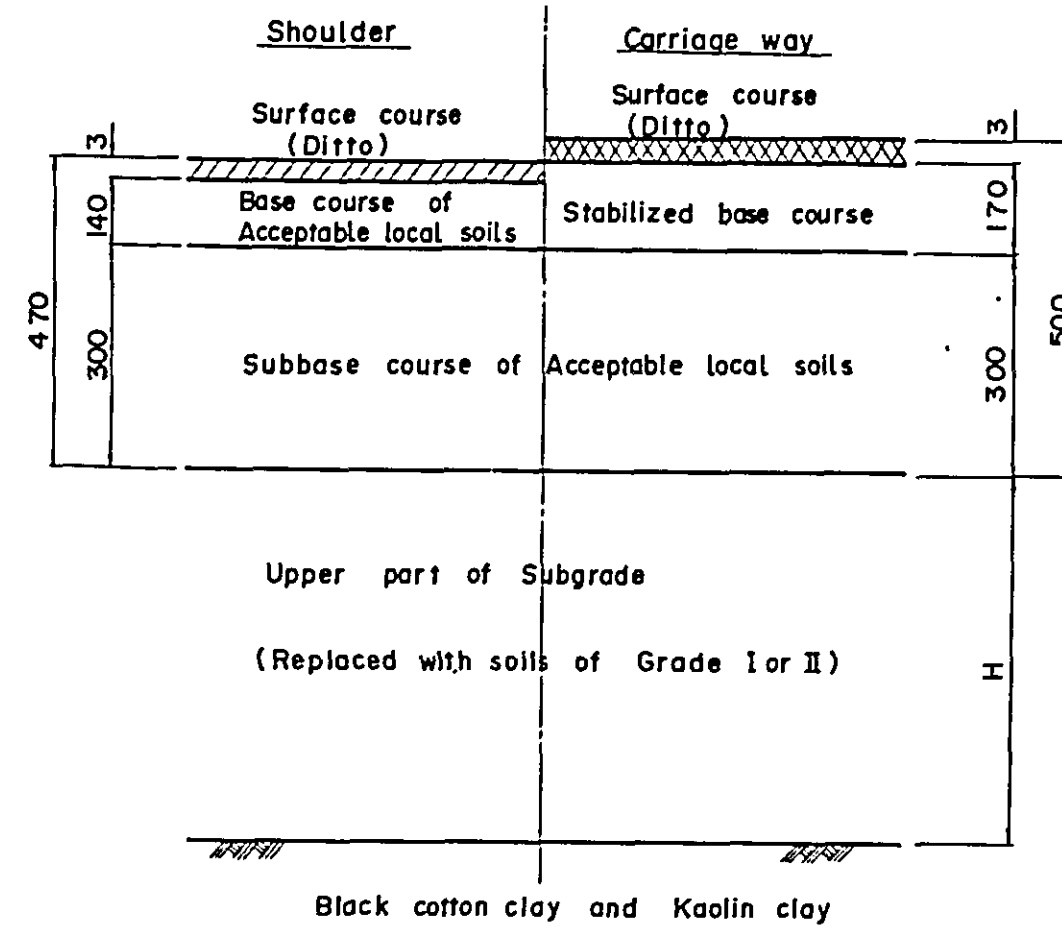 Shoulder
Carriage way
Surface course
(Ditto)
Surface course
(Ditto)
3
3
Base course of
Acceptable local soils
Stabilized base course
140
170
470
500
300
300
Subbase course of Acceptable local soils
Upper part of Subgrade
(Replaced with soils of Grade I or II)
H
Black cotton clay and Kaolin clay